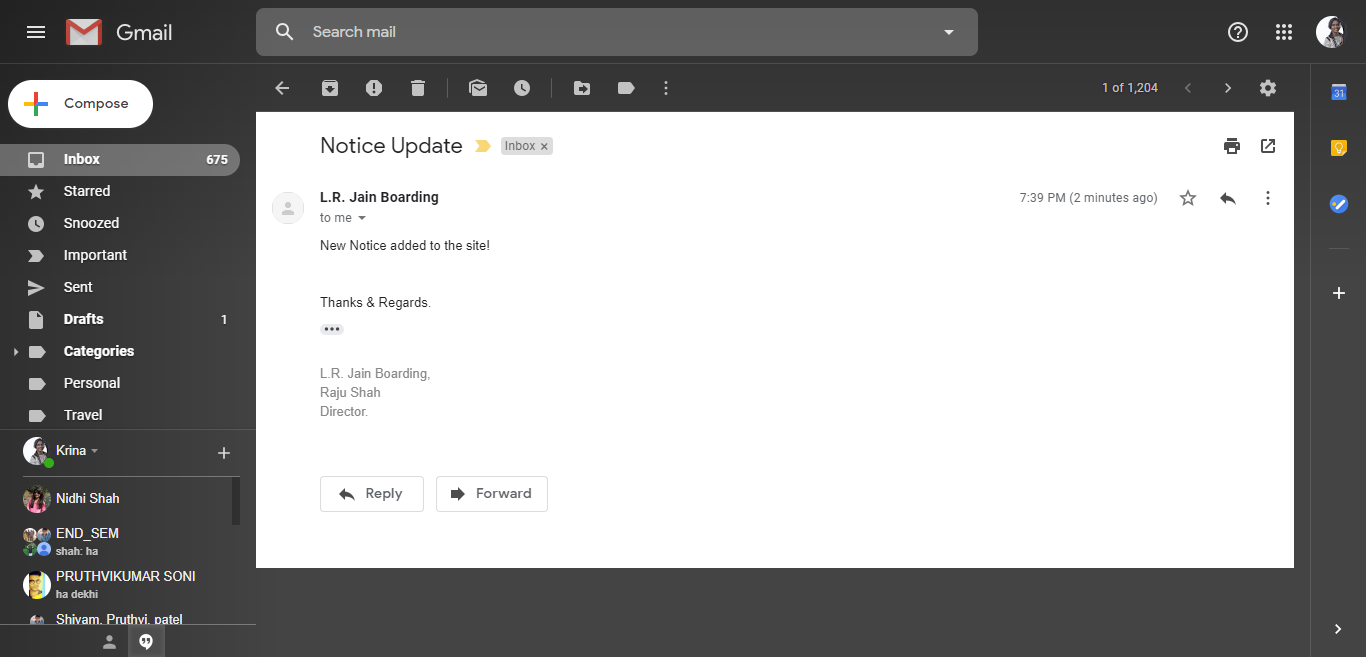 Gmail
Search mail
Compose
1 of 1,204
31
Inbox 675
Starred
Snoozed
Important
Sent
Drafts 1
Categories
Personal
Travel
Krina
Nidhi Shah
END_SEM
shah: ha
PRUTHVIKUMAR SONI
ha dekhi
Shivam, Pruthvi, patel
Notice Update Inbox x
L.R. Jain Boarding 7:39 PM (2 minutes ago)
to me
New Notice added to the site!
Thanks & Regards.
L.R. Jain Boarding,
Raju Shah
Director.
Reply Forward